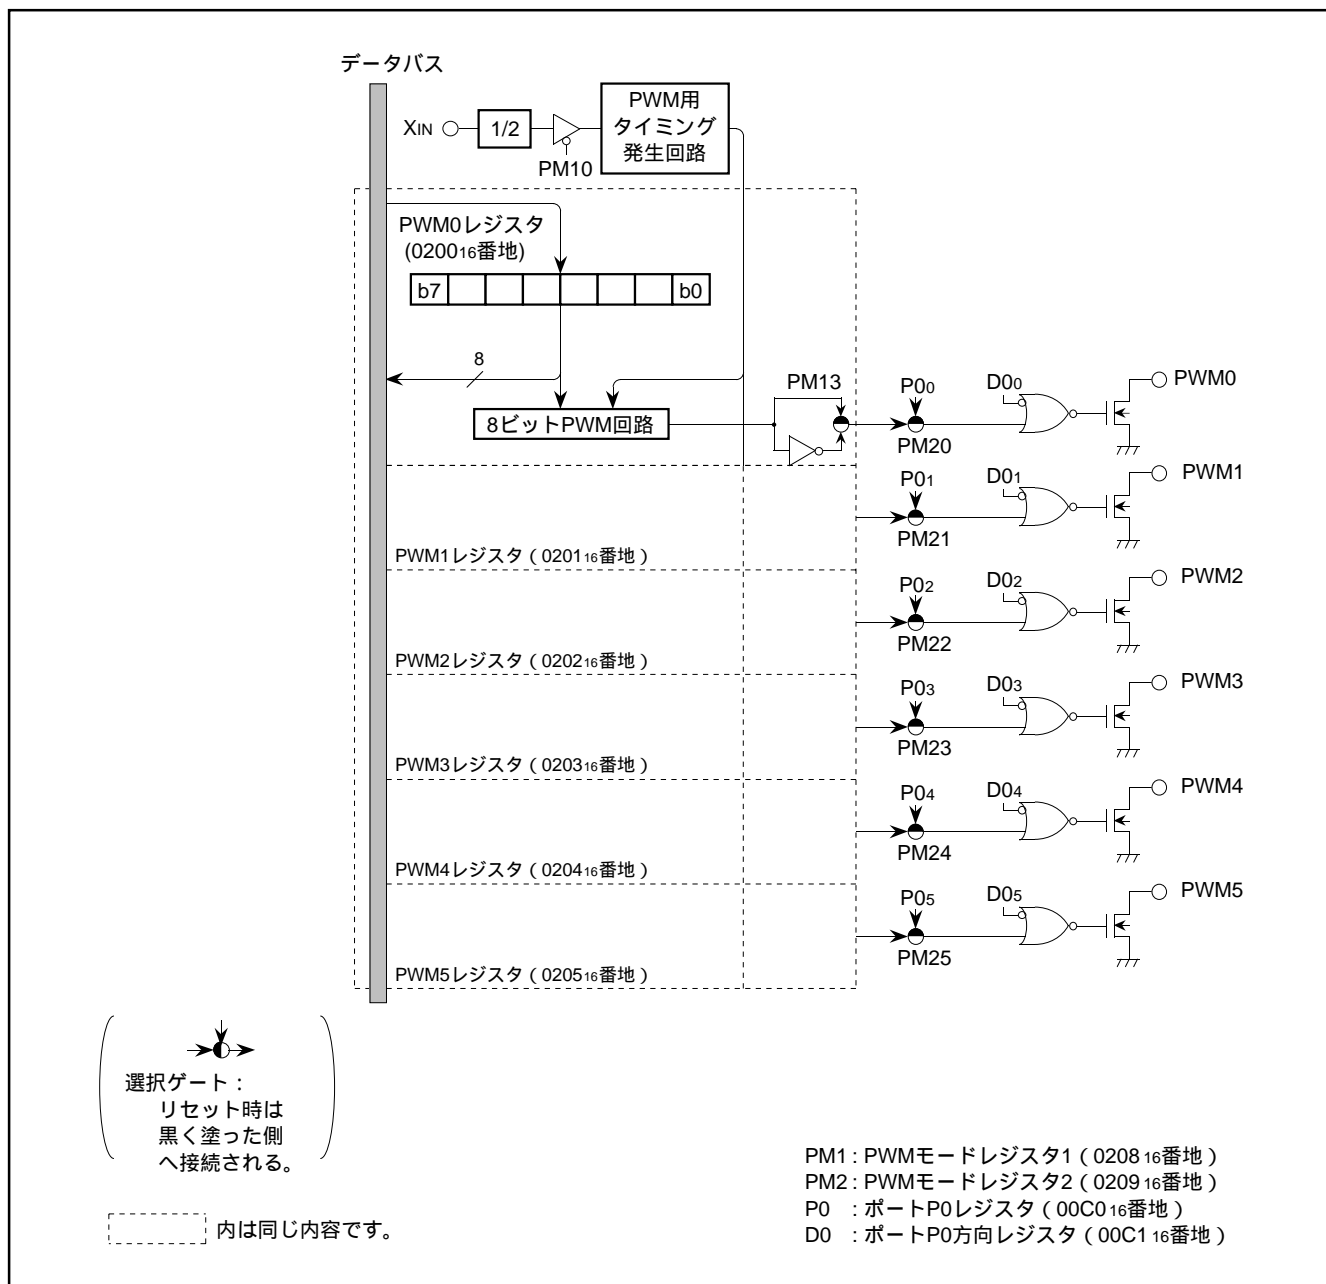 データバス
XIN
1/2
PM10
PWM用
タイミング
発生回路
PWM0レジスタ
(020016番地)
b7
b0
8
8ビットPWM回路
PM13
P00
PM20
D00
PWM0
P01
PM21
D01
PWM1
PWM1レジスタ（020116番地）
P02
PM22
D02
PWM2
PWM2レジスタ（020216番地）
P03
PM23
D03
PWM3
PWM3レジスタ（020316番地）
P04
PM24
D04
PWM4
PWM4レジスタ（020416番地）
P05
PM25
D05
PWM5
PWM5レジスタ（020516番地）
選択ゲート：
リセット時は
黒く塗った側
へ接続される。
内は同じ内容です。
PM1 : PWMモードレジスタ1（020816番地）
PM2 : PWMモードレジスタ2（020916番地）
P0 : ポートP0レジスタ（00C016番地）
D0 : ポートP0方向レジスタ（00C116番地）